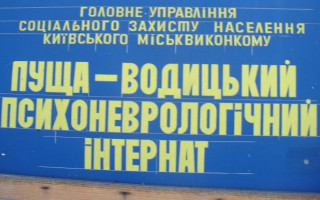 ГОЛОВНЕ УПРАВЛІННЯ
СОЦІАЛЬНОГО ЗАХИСТУ НАСЕЛЕННЯ
КИЇВСЬКОГО МІСЬКВИКОНКОМУ
ПУЩА – ВОДИЦЬКИЙ
ПСИХОНЕВРОЛОГІЧНИЙ
ІНТЕРНАТ